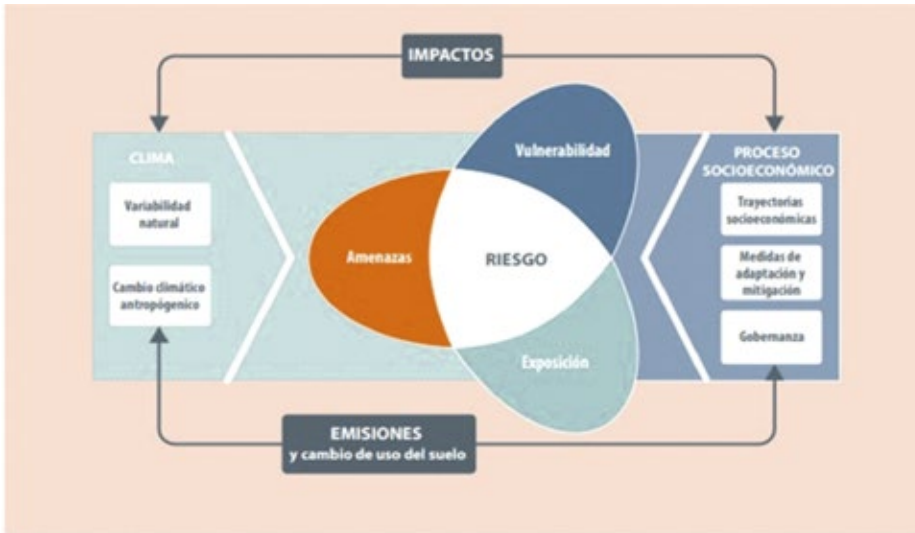 IMPACTOS
CLIMA
Variabilidad
natural
Cambio climático
antropógenico
Amenazas
RIESGO
Vulnerabilidad
Exposición
PROCESO
SOCIOECONÓMICO
Trayectorias
socioeconómicas
Medidas de
adaptación y
mitigación
Gobernanza
EMISIONES
y cambio de uso del suelo